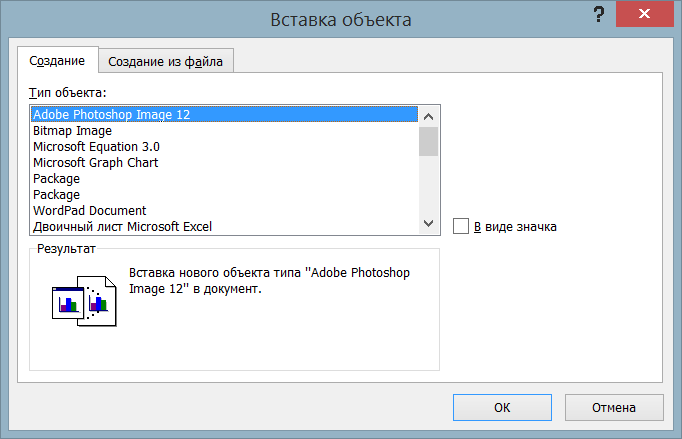 Вставка объекта
?
Создание
Создание из файла
Тип объекта:
Adobe Photoshop Image 12
Bitmap Image
Microsoft Equation 3.0
Microsoft Graph Chart
Package
Package
WordPad Document
Двоичный лист Microsoft Excel
В виде значка
Результат
Вставка нового объекта типа "Adobe Photoshop
Image 12" в документ.
ОК
Отмена